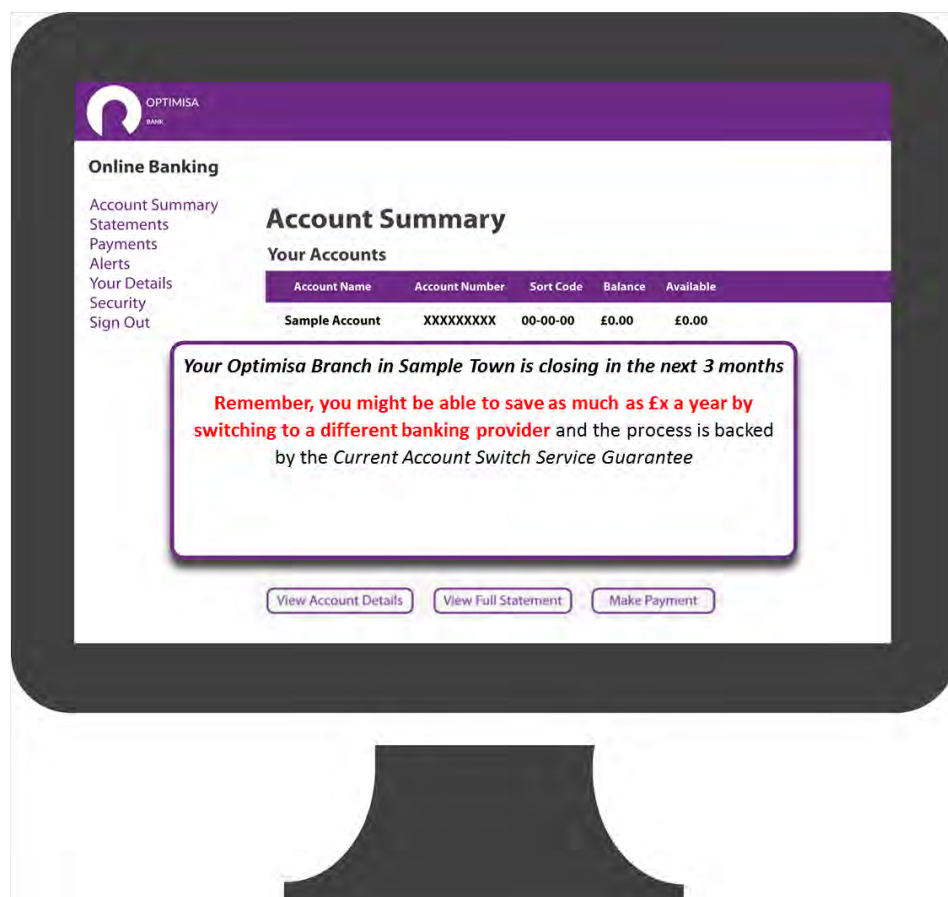 OPTIMISA
BANK
Online Banking
Account Summary
Statements
Payments
Alerts
Your Details
Security
Sign Out
Account Summary
Your Accounts
Account Name Account Number Sort Code Balance Available
Sample Account XXXXXXXXX 00-00-00 £0.00 £0.00
Your Optimisa Branch in Sample Town is closing in the next 3 months
Remember, you might be able to save as much as £x a year by
switching to a different banking provider and the process is backed
by the Current Account Switch Service Guarantee
View Account Details View Full Statement Make Payment